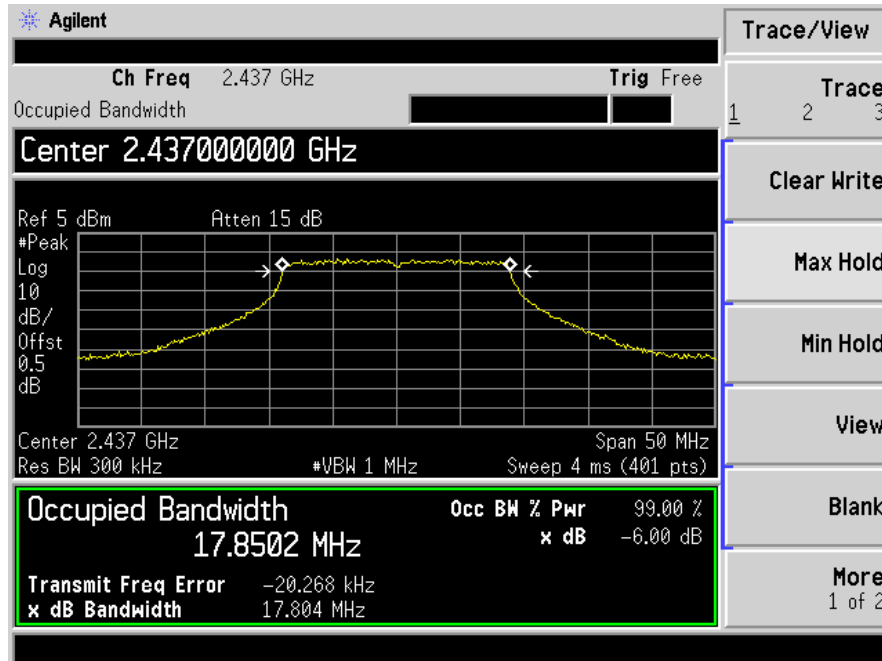 Agilent
Ch Freq 2.437 GHz Trig Free
Occupied Bandwidth
Center 2.437000000 GHz
Ref 5 dBm Atten 15 dB
#Peak
Log
10
dB/
Offst
0.5
dB
Center 2.437 GHz Span 50 MHz
Res BW 300 kHz #VBW 1 MHz Sweep 4 ms (401 pts)
Occupied Bandwidth
17.8502 MHz
Occ BW % Pwr 99.00 %
x dB -6.00 dB
Transmit Freq Error -20.268 kHz
x dB Bandwidth 17.804 MHz
Trace/View
Trace
1 2 3
Clear Write
Max Hold
Min Hold
View
Blank
More
1 of 2